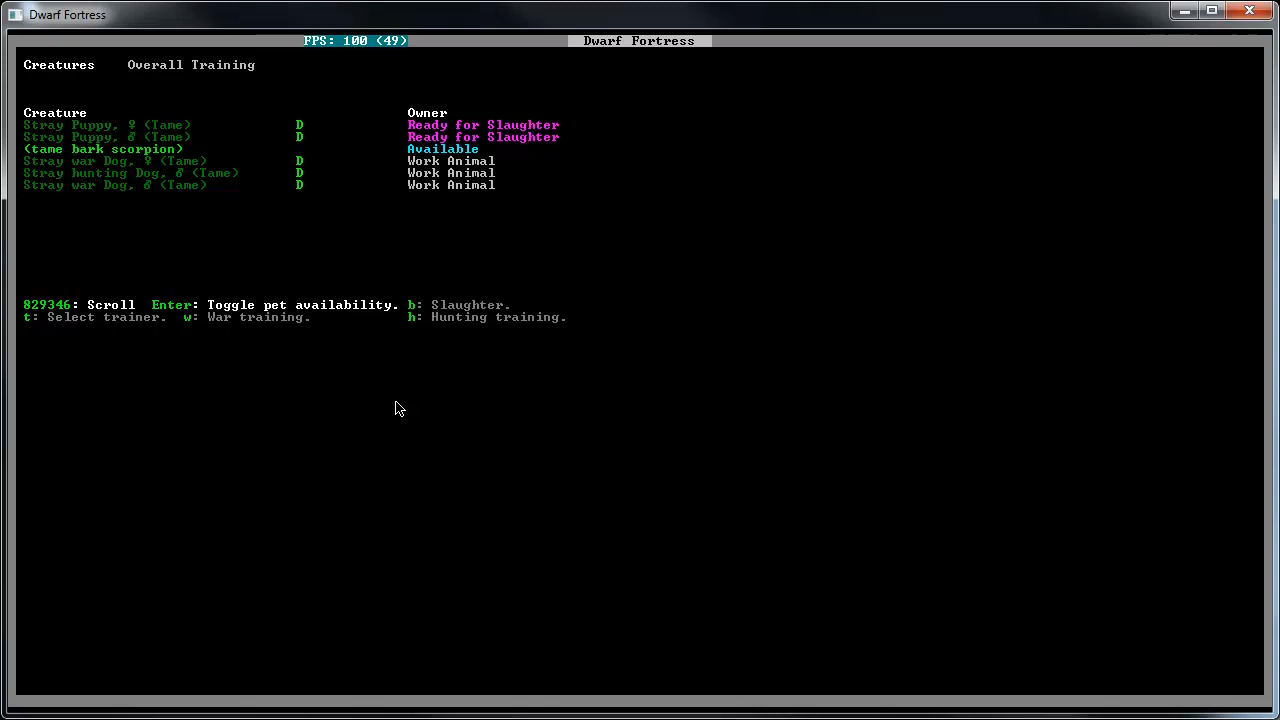 Dwarf Fortress
FPS: 100 (49) Dwarf Fortress
Creatures Overall Training
Creature Owner
Stray Puppy, ♀ (Tame) D Ready for Slaughter
Stray Puppy, ♂ (Tame) D Ready for Slaughter
(tame bark scorpion) Available
Stray war Dog, ♀ (Tame) D Work Animal
Stray hunting Dog, ♂ (Tame) D Work Animal
Stray war Dog, ♂ (Tame) D Work Animal
829346: Scroll Enter: Toggle pet availability. b: Slaughter.
t: Select trainer. w: War training. h: Hunting training.